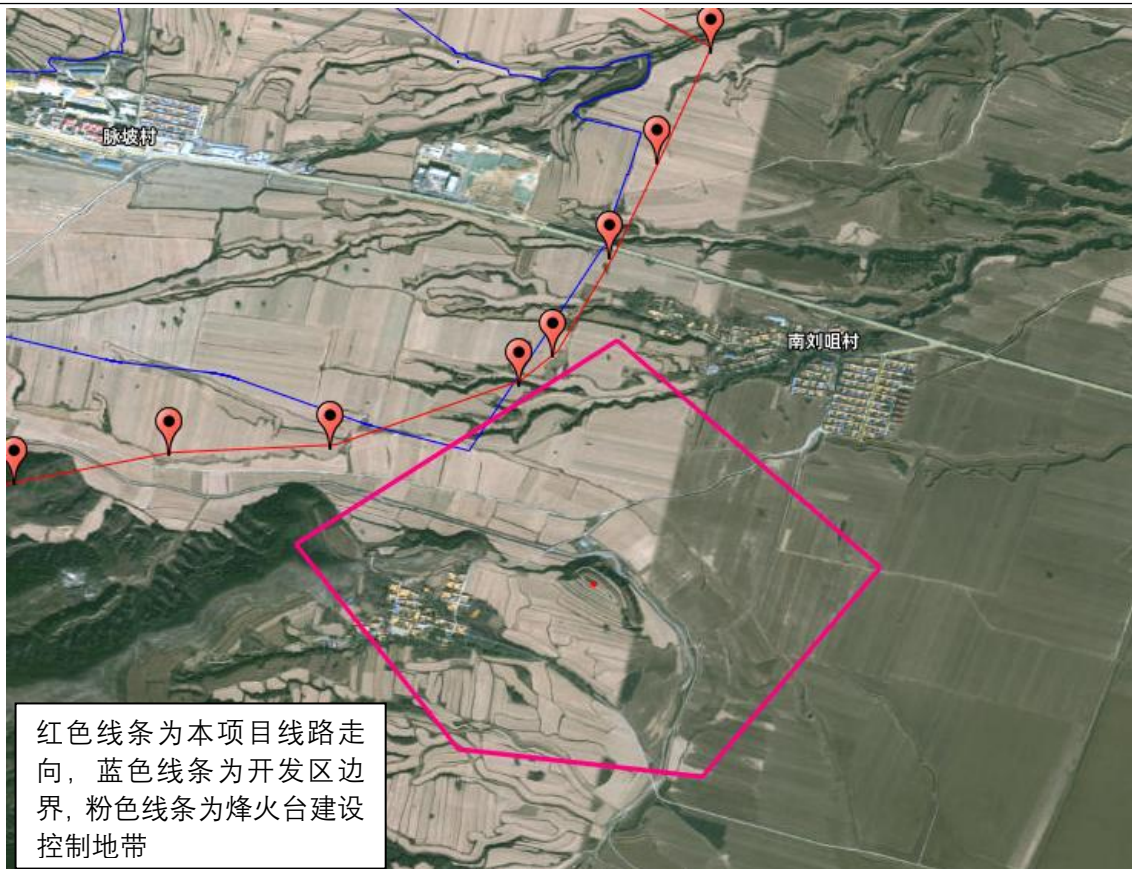 脉坡村
南刘咀村
红色线条为本项目线路走
向，蓝色线条为开发区边
界，粉色线条为烽火台建设
控制地带